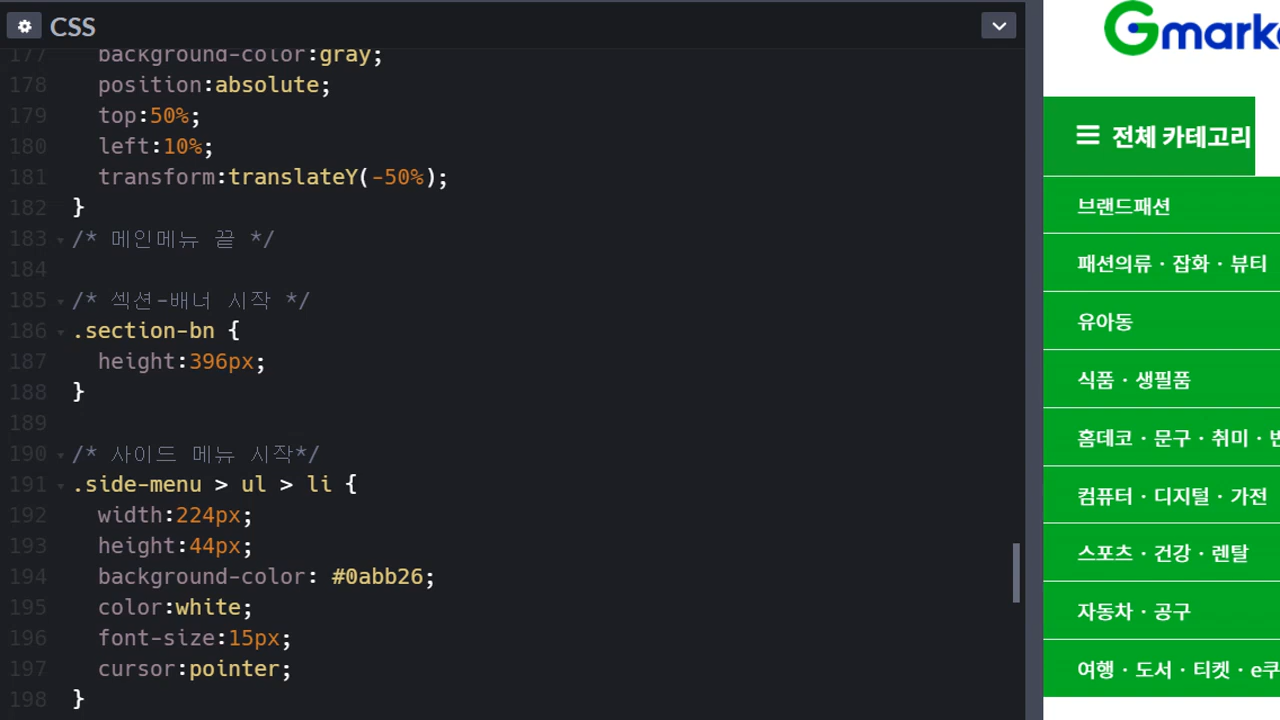 CSS
177 background-color:gray;
178 position:absolute;
179 top:50%;
180 left:10%;
181 transform:translateY(-50%);
182 }
183 /* 메인메뉴 끝 */
184
185 /* 섹션-배너 시작 */
186 .section-bn {
187 height:396px;
188 }
189
190 /* 사이드 메뉴 시작*/
191 .side-menu > ul > li {
192 width:224px;
193 height:44px;
194 background-color: #0abb26;
195 color:white;
196 font-size:15px;
197 cursor:pointer;
198 }
Gmark
전체 카테고리
브랜드패션
패션의류 · 잡화 · 뷰티
유아동
식품 · 생필품
홈데코 · 문구 · 취미 ·
컴퓨터 · 디지털 · 가전
스포츠 · 건강 · 렌탈
자동차 · 공구
여행 · 도서 · 티켓 · e쿠